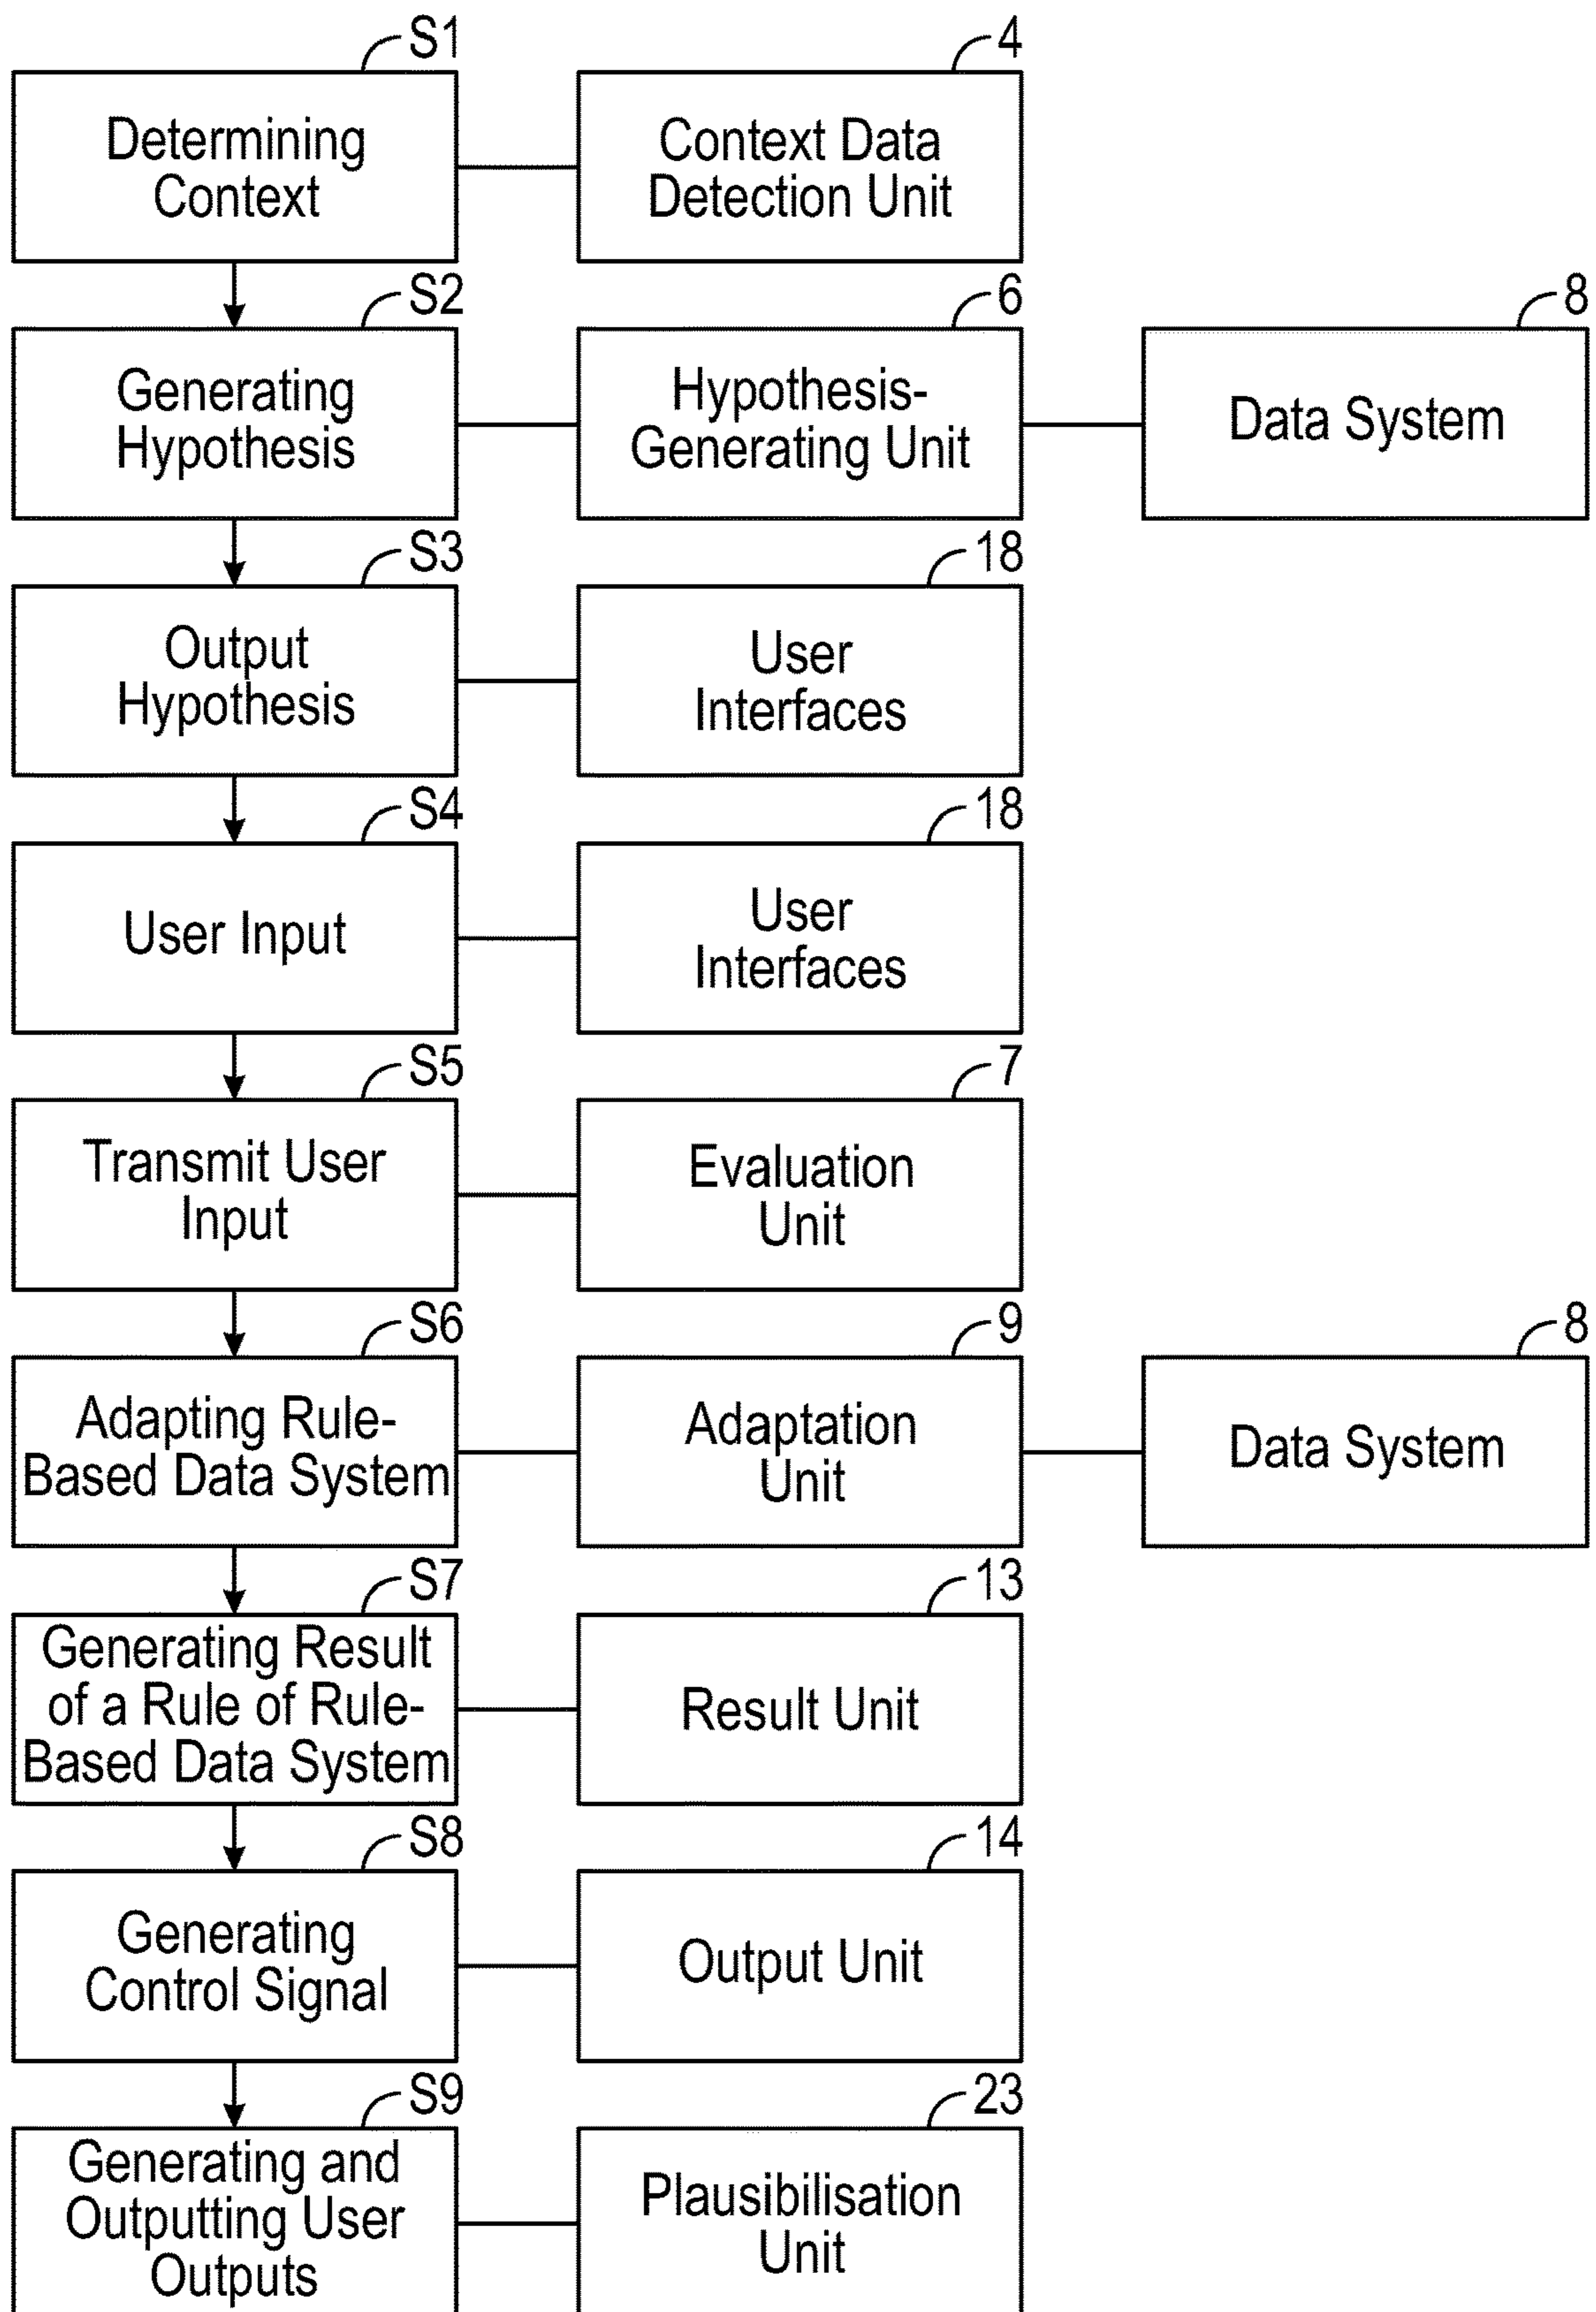 S1
4
Determining
Context
Context Data
Detection Unit
S2
6
8
Generating
Hypothesis
Hypothesis-
Generating Unit
Data System
S3
18
Output
Hypothesis
User
Interfaces
S4
18
User Input
User
Interfaces
S5
7
Transmit User
Input
Evaluation
Unit
S6
9
8
Adapting Rule-
Based Data System
Adaptation
Unit
Data System
S7
13
Generating Result
of a Rule of Rule-
Based Data System
Result Unit
S8
14
Generating
Control Signal
Output Unit
S9
23
Generating and
Outputting User
Outputs
Plausibilisation
Unit